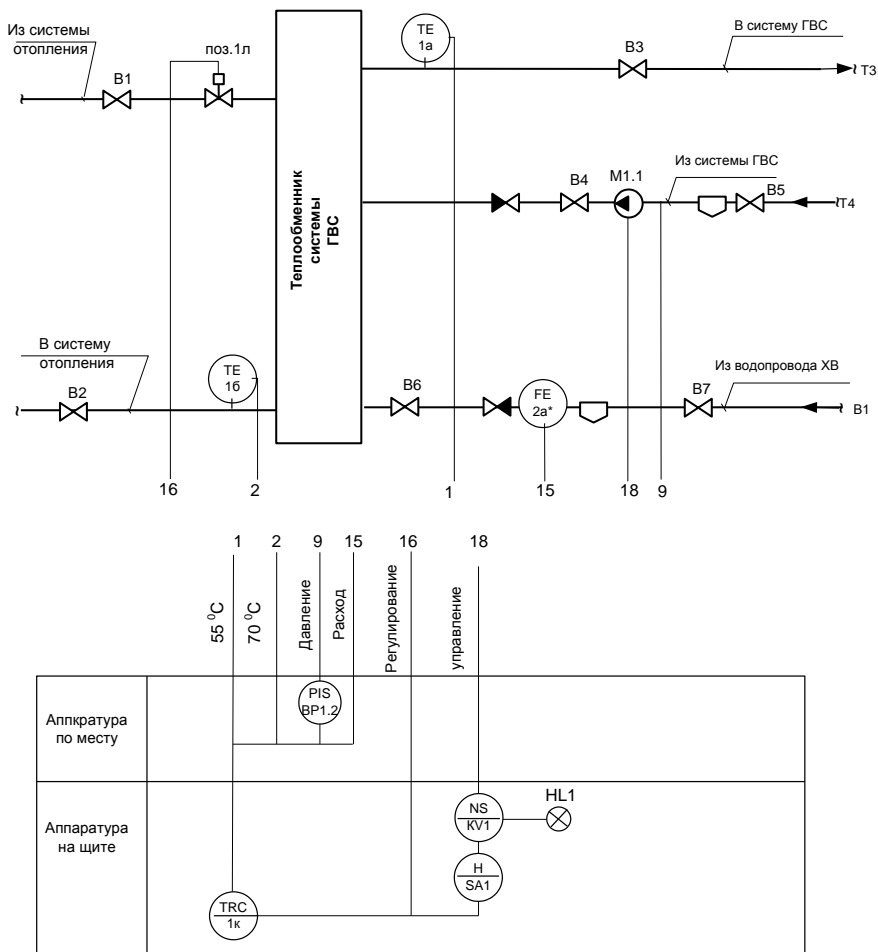 Из системы
отопления
В1
поз.1л
Теплообменник
системы
ГВС
TE
1а
В3
В систему ГВС
Т3
В4
М1.1
Из системы ГВС
В5
Т4
В систему
отопления
В2
TE
1б
В6
FE
2а*
В7
Из водопровода ХВ
В1
16
2
1
15
18
9
1
2
9
15
16
18
55 ⁰С
70 ⁰С
Давление
Расход
Регулирование
управление
Аппкратура
по месту
PIS
BP1.2
Аппаратура
на щите
NS
KV1
HL1
H
SA1
TRC
1к